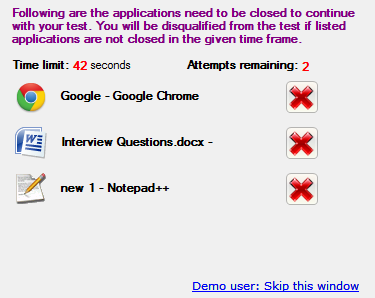 Following are the applications need to be closed to continue
with your test. You will be disqualified from the test if listed
applications are not closed in the given time frame.
Time limit: 42 seconds Attempts remaining: 2
Google - Google Chrome
Interview Questions.docx -
new 1 - Notepad++
Demo user: Skip this window